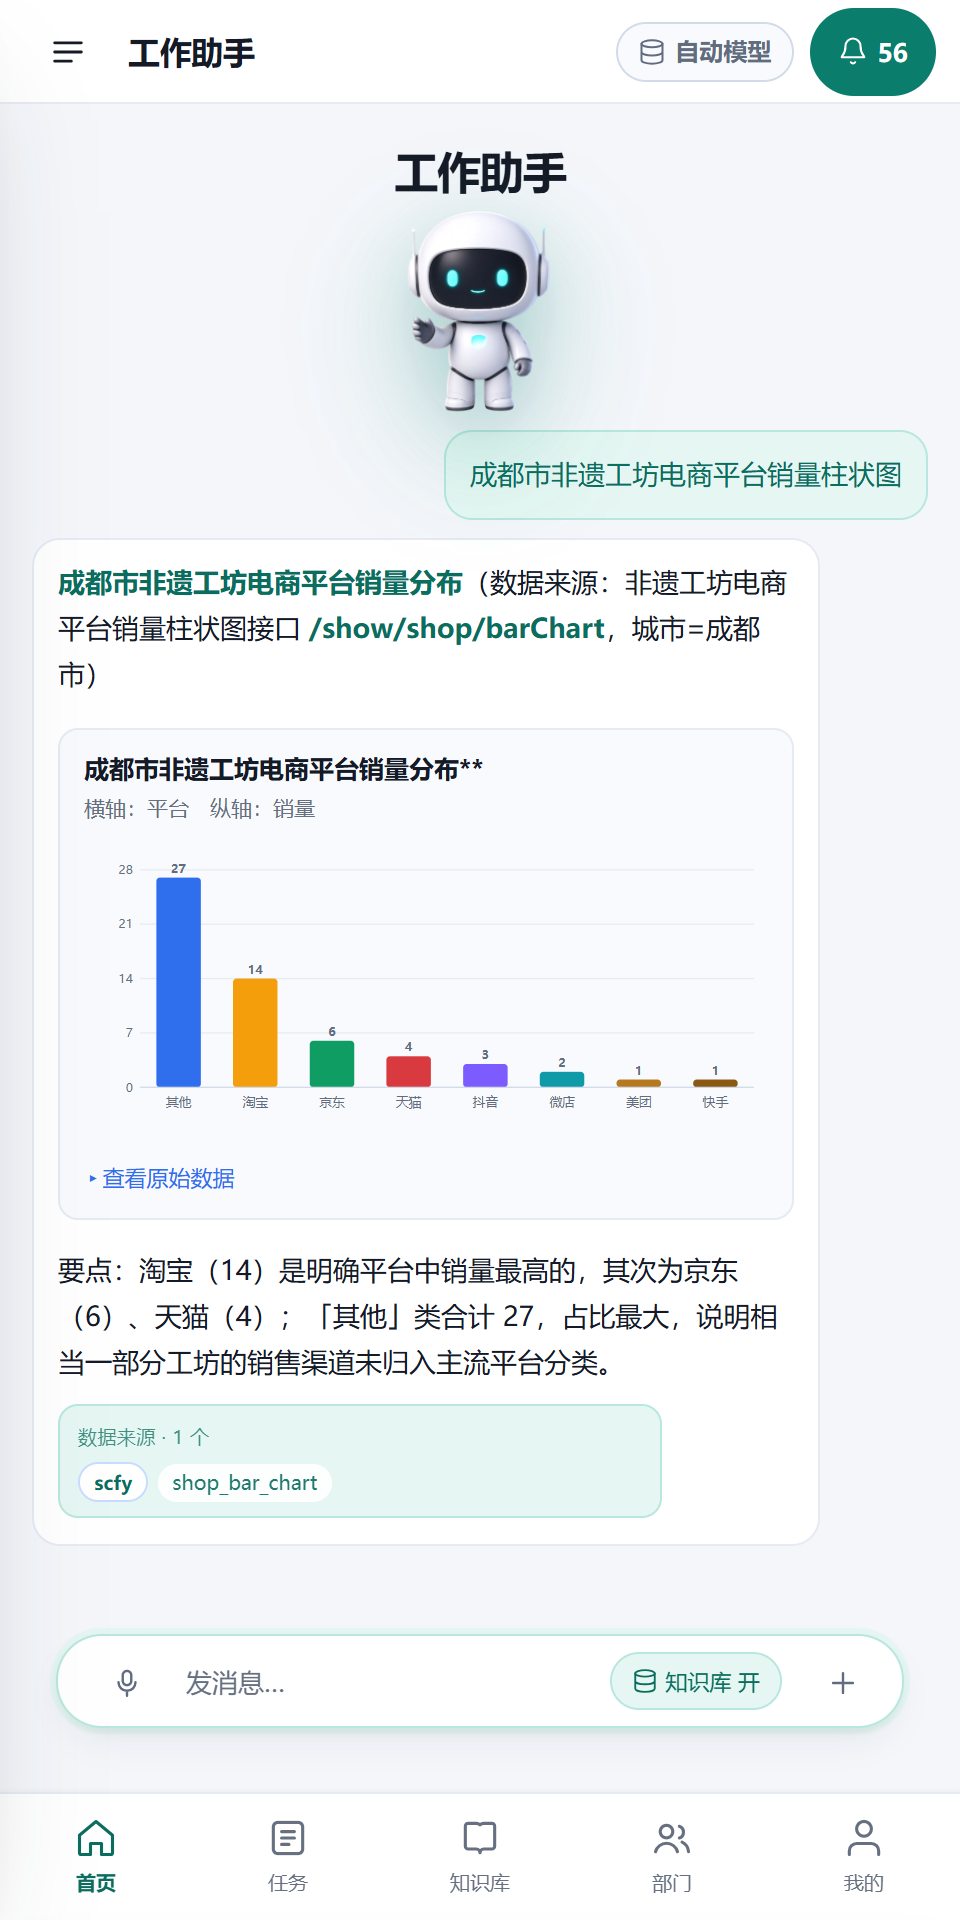 工作助手
自动模型
56
工作助手
成都市非遗工坊电商平台销量柱状图
成都市非遗工坊电商平台销量分布（数据来源：非遗工坊电商
平台销量柱状图接口 /show/shop/barChart，城市=成都
市）
成都市非遗工坊电商平台销量分布**
横轴：平台 纵轴：销量
28
21
14
7
0
27
14
6
4
3
2
1
1
其他 淘宝 京东 天猫 抖音 微店 美团 快手
▸ 查看原始数据
要点：淘宝（14）是明确平台中销量最高的，其次为京东
（6）、天猫（4）；「其他」类合计 27，占比最大，说明相
当一部分工坊的销售渠道未归入主流平台分类。
数据来源 · 1 个
scfy shop_bar_chart
发消息...
知识库 开
首页 任务 知识库 部门 我的